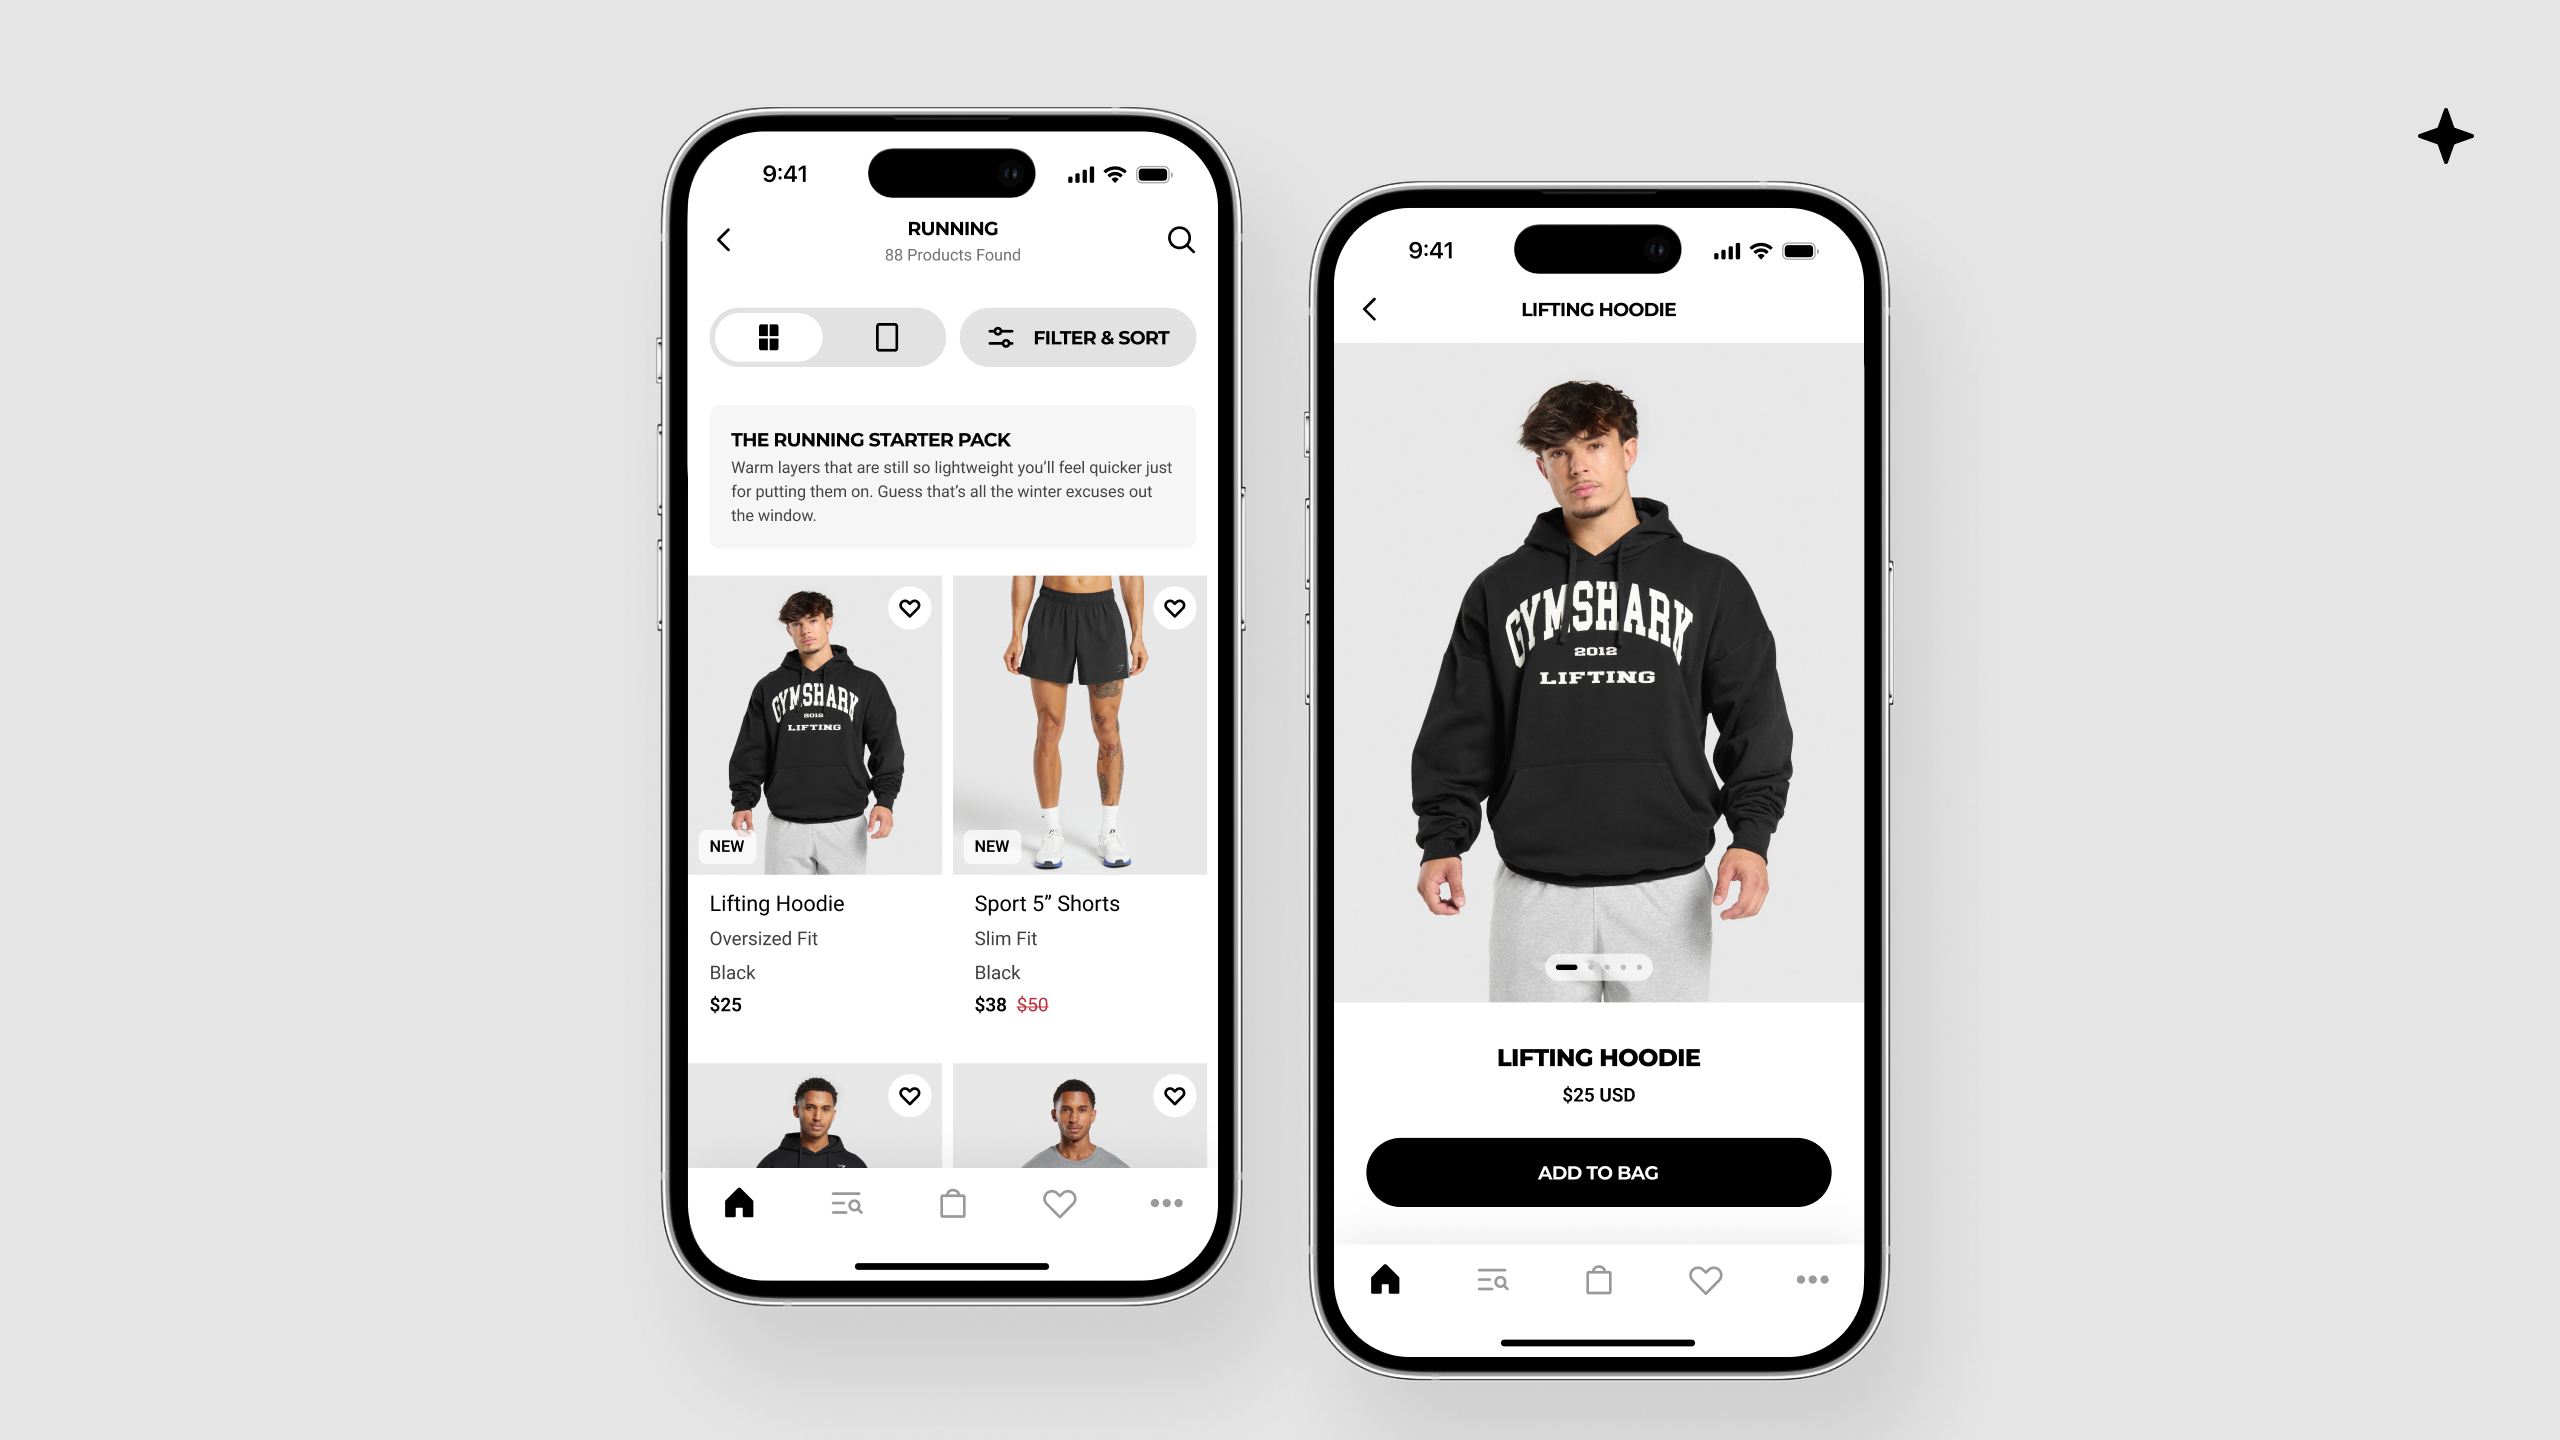 9:41
RUNNING
88 Products Found
FILTER & SORT
THE RUNNING STARTER PACK
Warm layers that are still so lightweight you’ll feel quicker just
for putting them on. Guess that’s all the winter excuses out
the window.
GYMSHARK
2012
LIFTING
NEW
NEW
Lifting Hoodie
Oversized Fit
Black
$25
Sport 5” Shorts
Slim Fit
Black
$38 $50
9:41
LIFTING HOODIE
GYMSHARK
2012
LIFTING
LIFTING HOODIE
$25 USD
ADD TO BAG